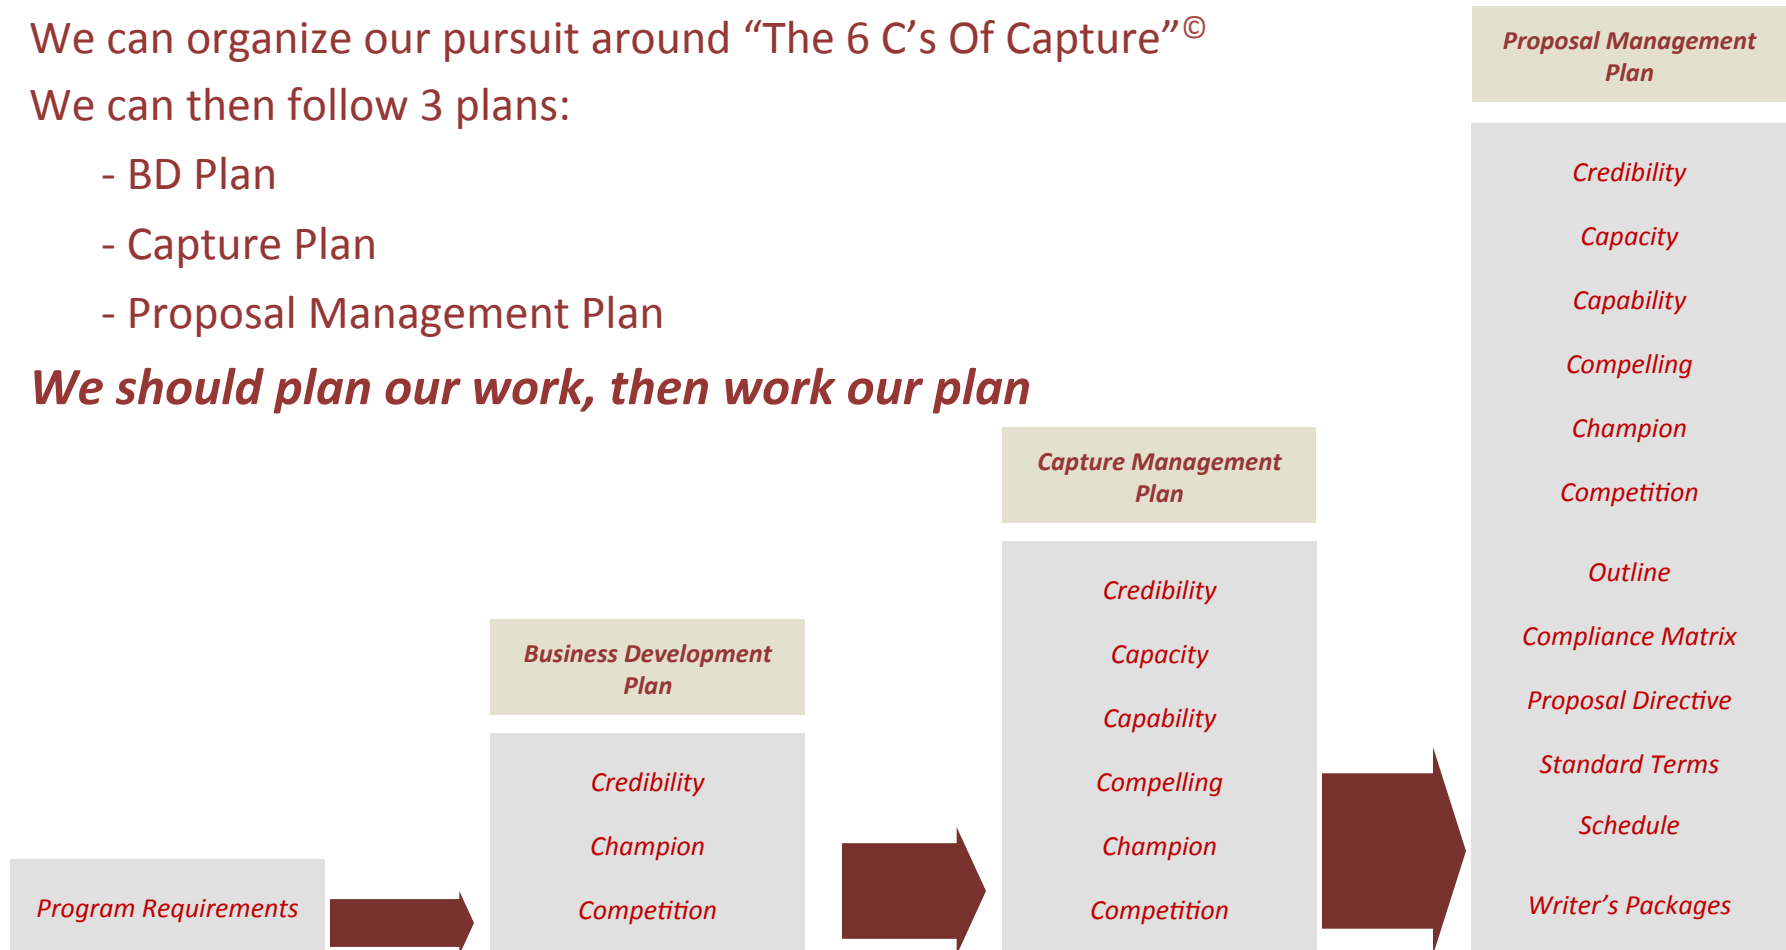 We can organize our pursuit around “The 6 C’s Of Capture”©
We can then follow 3 plans:
- BD Plan
- Capture Plan
- Proposal Management Plan
We should plan our work, then work our plan
Program Requirements
Business Development
Plan
Credibility
Champion
Competition
Capture Management
Plan
Credibility
Capacity
Capability
Compelling
Champion
Competition
Proposal Management
Plan
Credibility
Capacity
Capability
Compelling
Champion
Competition
Outline
Compliance Matrix
Proposal Directive
Standard Terms
Schedule
Writer’s Packages